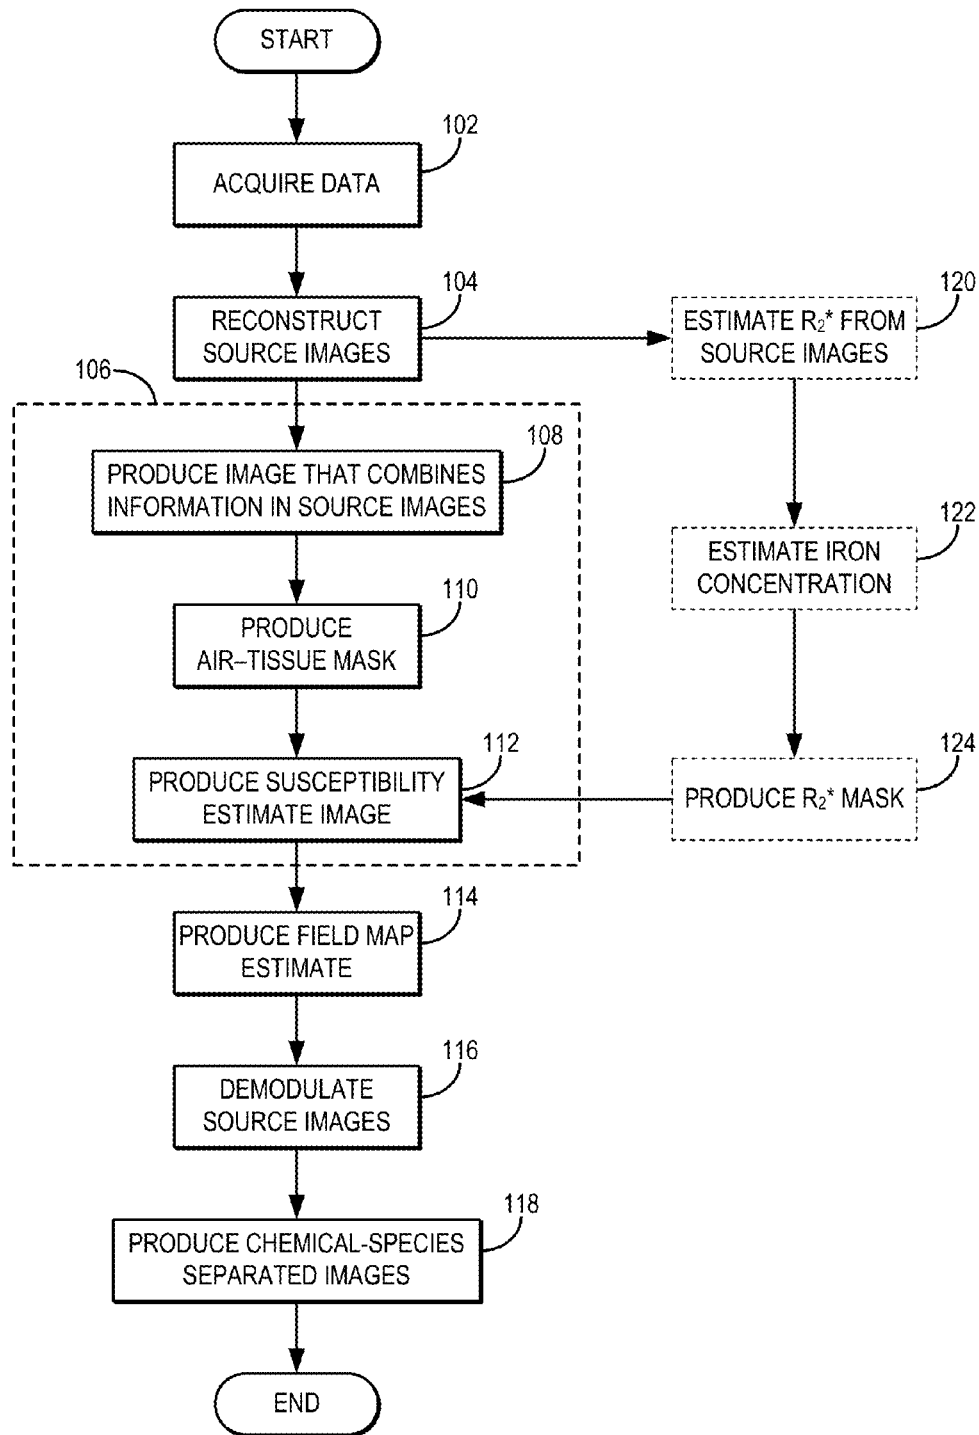 START
102
ACQUIRE DATA
104
RECONSTRUCT
SOURCE IMAGES
120
ESTIMATE R₂* FROM
SOURCE IMAGES
106
108
PRODUCE IMAGE THAT COMBINES
INFORMATION IN SOURCE IMAGES
122
ESTIMATE IRON
CONCENTRATION
110
PRODUCE
AIR–TISSUE MASK
112
PRODUCE SUSCEPTIBILITY
ESTIMATE IMAGE
124
PRODUCE R₂* MASK
114
PRODUCE FIELD MAP
ESTIMATE
116
DEMODULATE
SOURCE IMAGES
118
PRODUCE CHEMICAL-SPECIES
SEPARATED IMAGES
END